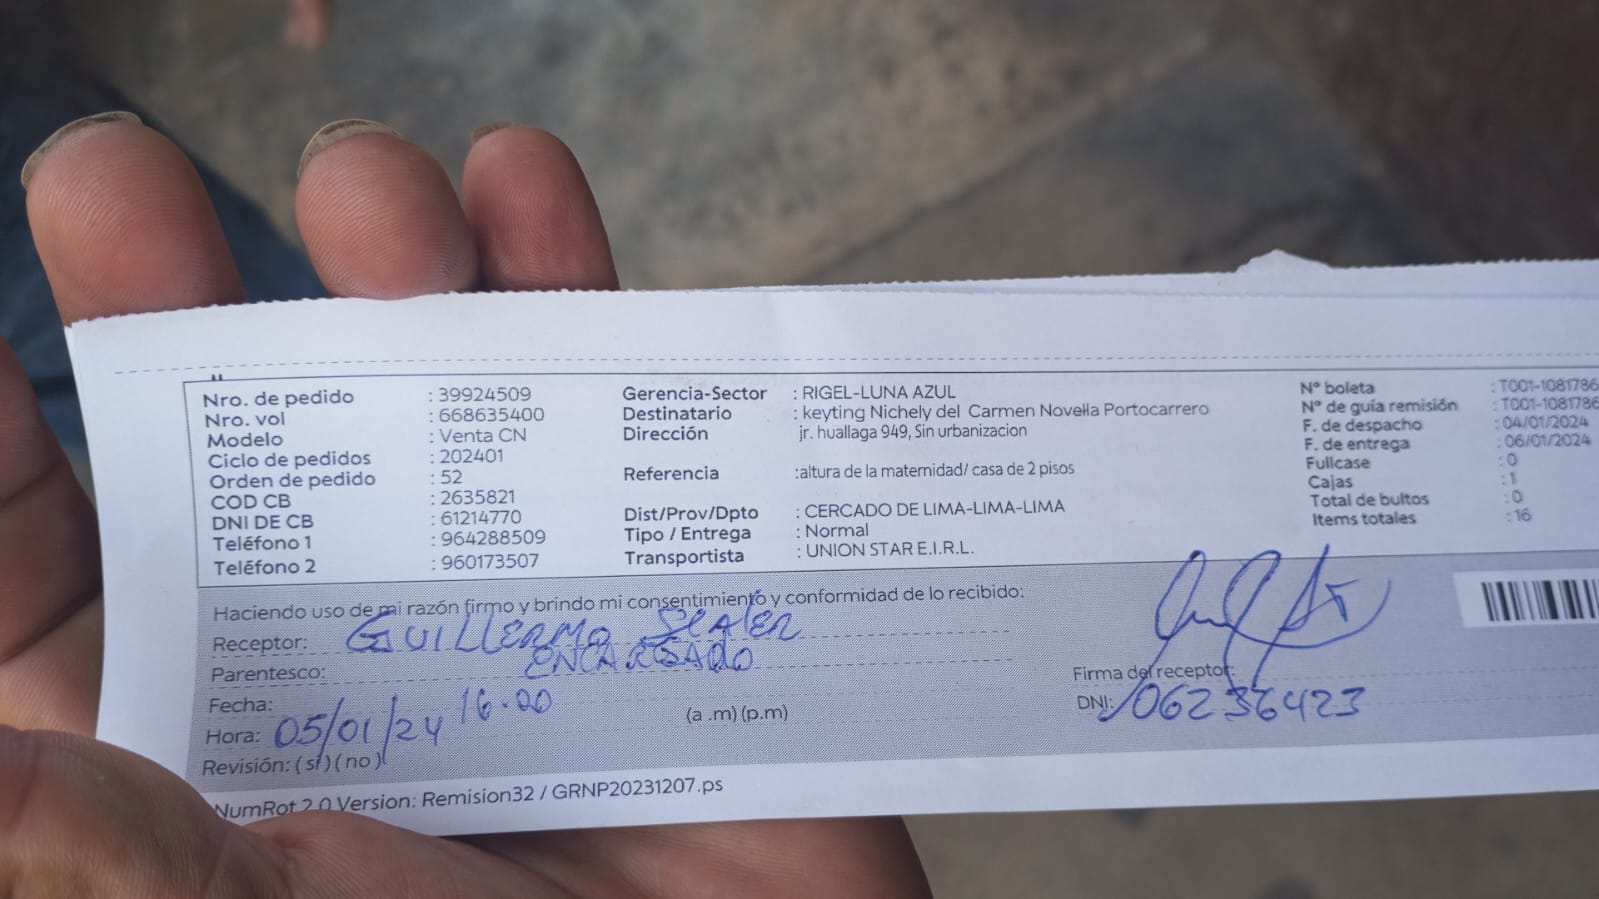 Nro. de pedido : 39924509
Nro. vol : 668635400
Modelo : Venta CN
Ciclo de pedidos : 202401
Orden de pedido : 52
COD CB : 2635821
DNI DE CB : 61214770
Teléfono 1 : 964288509
Teléfono 2 : 960173507
Gerencia-Sector : RIGEL-LUNA AZUL
Destinatario : keyting Nichely del Carmen Novella Portocarrero
Dirección jr. huallaga 949, Sin urbanizacion
Referencia :altura de la maternidad/ casa de 2 pisos
Dist/Prov/Dpto : CERCADO DE LIMA-LIMA-LIMA
Tipo / Entrega : Normal
Transportista : UNION STAR E.I.R.L.
N° boleta : T001-1081786
N° de guía remisión : T001-1081786
F. de despacho : 04/01/2024
F. de entrega : 06/01/2024
Fullcase : 0
Cajas : 1
Total de bultos : 0
Items totales : 16
Haciendo uso de mi razón firmo y brindo mi consentimiento y conformidad de lo recibido:
Receptor: GUILLERMO
Parentesco: ENCARGADO
Fecha: 16.00
Hora: 05/01/24 (a .m) (p.m)
Revisión: ( sí ) ( no )
Firma del receptor:
DNI: 06236423
NumRot 2.0 Version: Remision32 / GRNP20231207.ps